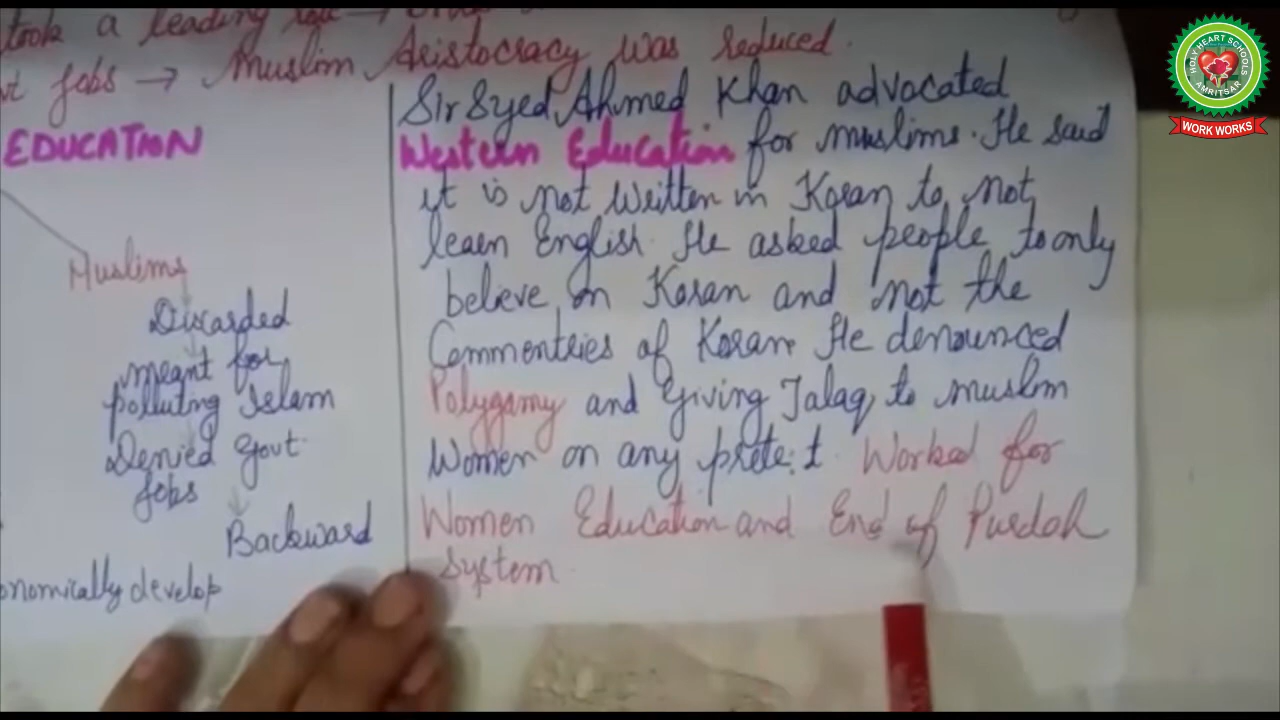 took a leading role →
jobs → Muslim Aristocracy was reduced.
EDUCATION
Muslims
Discarded
meant for
polluting Islam
Denied Govt
jobs
Backward
onomically develop
Sir Syed Ahmed Khan advocated
Western Education for muslims. He said
it is not written in Koran to not
learn English. He asked people to only
believe in Koran and not the
Commentries of Koran. He denounced
Polygamy and Giving Talaq to muslim
Women on any pretext. Worked for
Women Education and End of Purdah
System.
HOLY HEART SCHOOLS
AMRITSAR
WORK WORKS